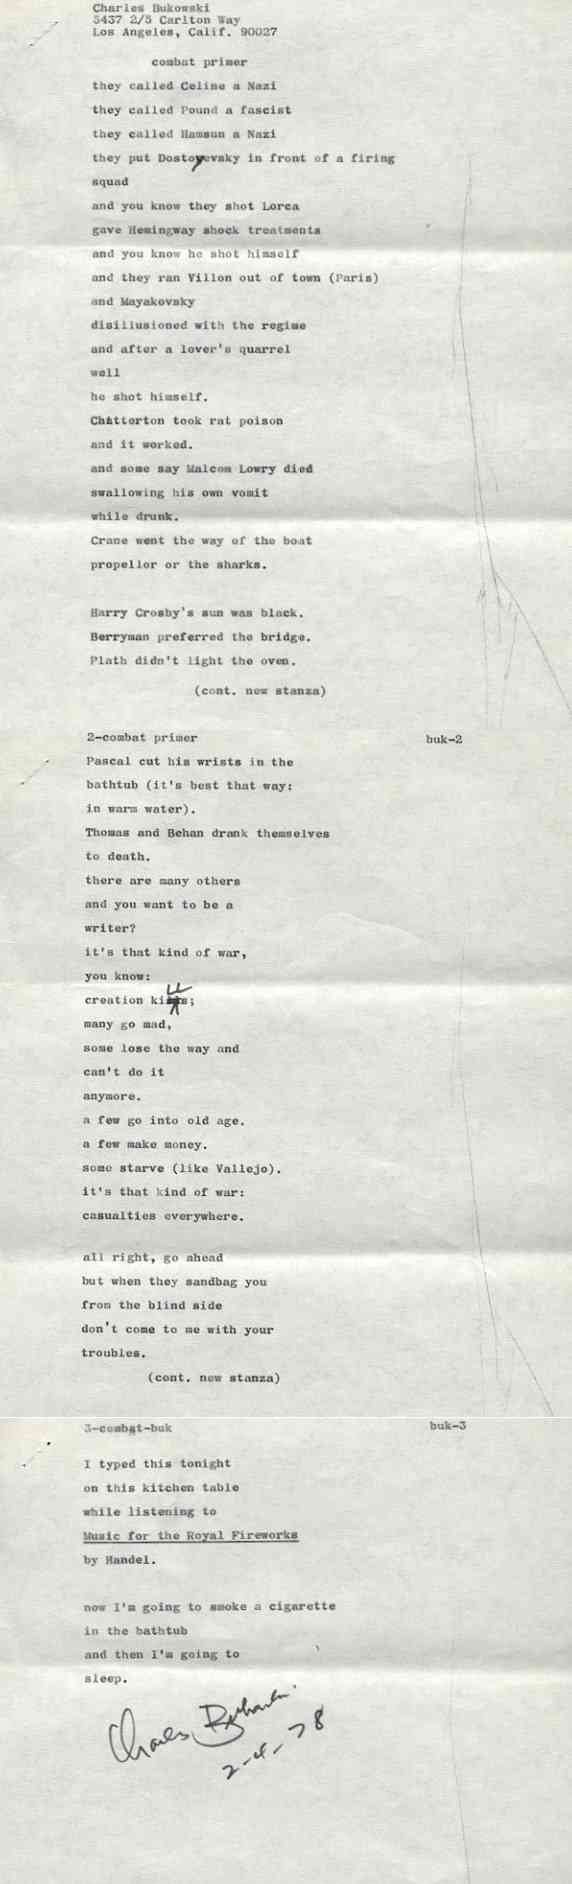 Charles Bukowski
5437 2/5 Carlton Way
Los Angeles, Calif. 90027
combat primer
they called Celine a Nazi
they called Pound a fascist
they called Hamsun a Nazi
they put Dostoyevsky in front of a firing
squad
and you know they shot Lorca
gave Hemingway shock treatments
and you know he shot himself
and they ran Villon out of town (Paris)
and Mayakovsky
disillusioned with the regime
and after a lover's quarrel
well
he shot himself.
Chatterton took rat poison
and it worked.
and some say Malcom Lowry died
swallowing his own vomit
while drunk.
Crane went the way of the boat
propellor or the sharks.
Harry Crosby's sun was black.
Berryman preferred the bridge.
Plath didn't light the oven.
(cont. new stanza)
2-combat primer buk-2
Pascal cut his wrists in the
bathtub (it's best that way:
in warm water).
Thomas and Behan drank themselves
to death.
there are many others
and you want to be a
writer?
it's that kind of war,
you know:
creation kills;
many go mad,
some lose the way and
can't do it
anymore.
a few go into old age.
a few make money.
some starve (like Vallejo).
it's that kind of war:
casualties everywhere.
all right, go ahead
but when they sandbag you
from the blind side
don't come to me with your
troubles.
(cont. new stanza)
3-combat-buk buk-3
I typed this tonight
on this kitchen table
while listening to
Music for the Royal Fireworks
by Handel.
now I'm going to smoke a cigarette
in the bathtub
and then I'm going to
sleep.
Charles Bukowski
2-4-78